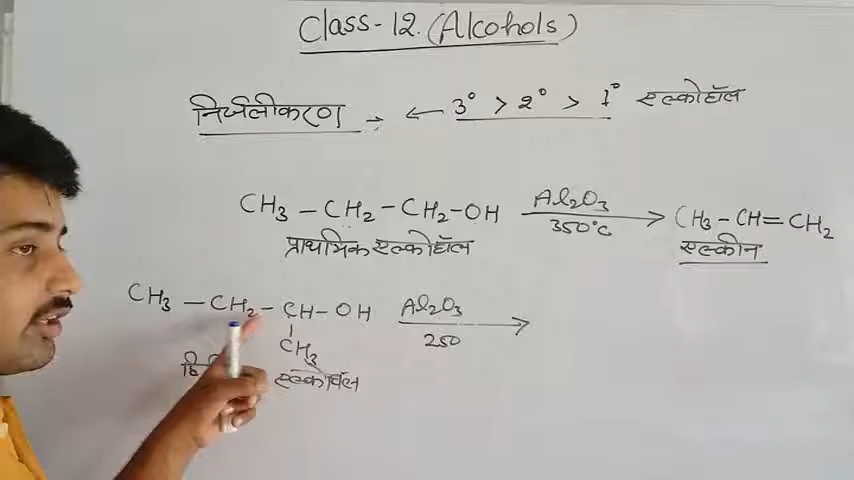 Class-12. (Alcohols)
निर्जलीकरण → ← 3° > 2° > 1° एल्कोहॉल
CH3 – CH2 – CH2–OH Al2O3 350°C → CH3 – CH = CH2
प्राथमिक एल्कोहॉल एल्कीन
CH3 – CH2 – CH – OH Al2O3 250 →
CH3
एल्कोहॉल